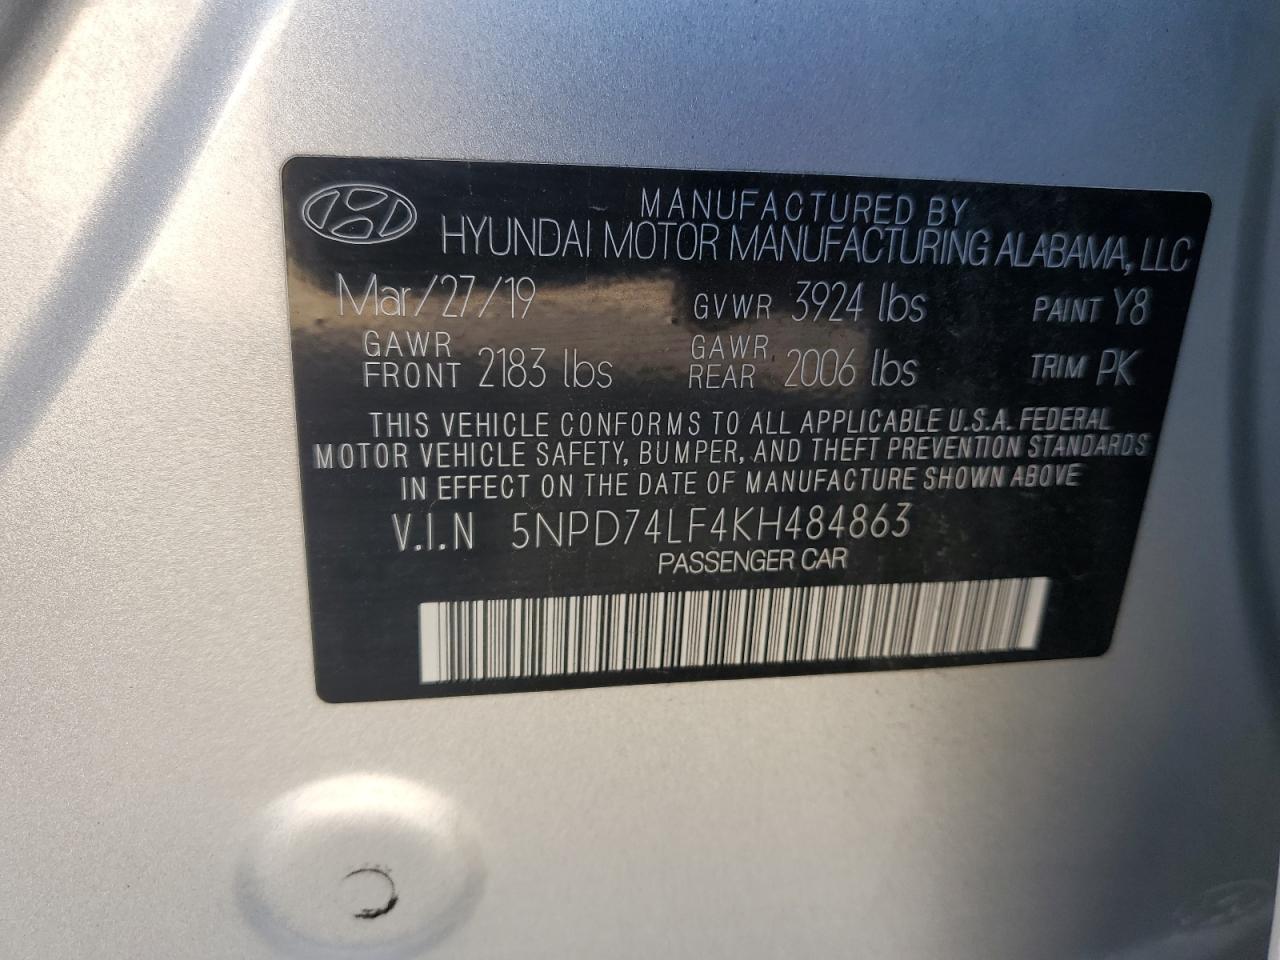 MANUFACTURED BY
HYUNDAI MOTOR MANUFACTURING ALABAMA, LLC
Mar/27/19 GVWR 3924 lbs PAINT Y8
GAWR FRONT 2183 lbs GAWR REAR 2006 lbs TRIM PK
THIS VEHICLE CONFORMS TO ALL APPLICABLE U.S.A. FEDERAL
MOTOR VEHICLE SAFETY, BUMPER, AND THEFT PREVENTION STANDARDS
IN EFFECT ON THE DATE OF MANUFACTURE SHOWN ABOVE
V.I.N 5NPD74LF4KH484863
PASSENGER CAR